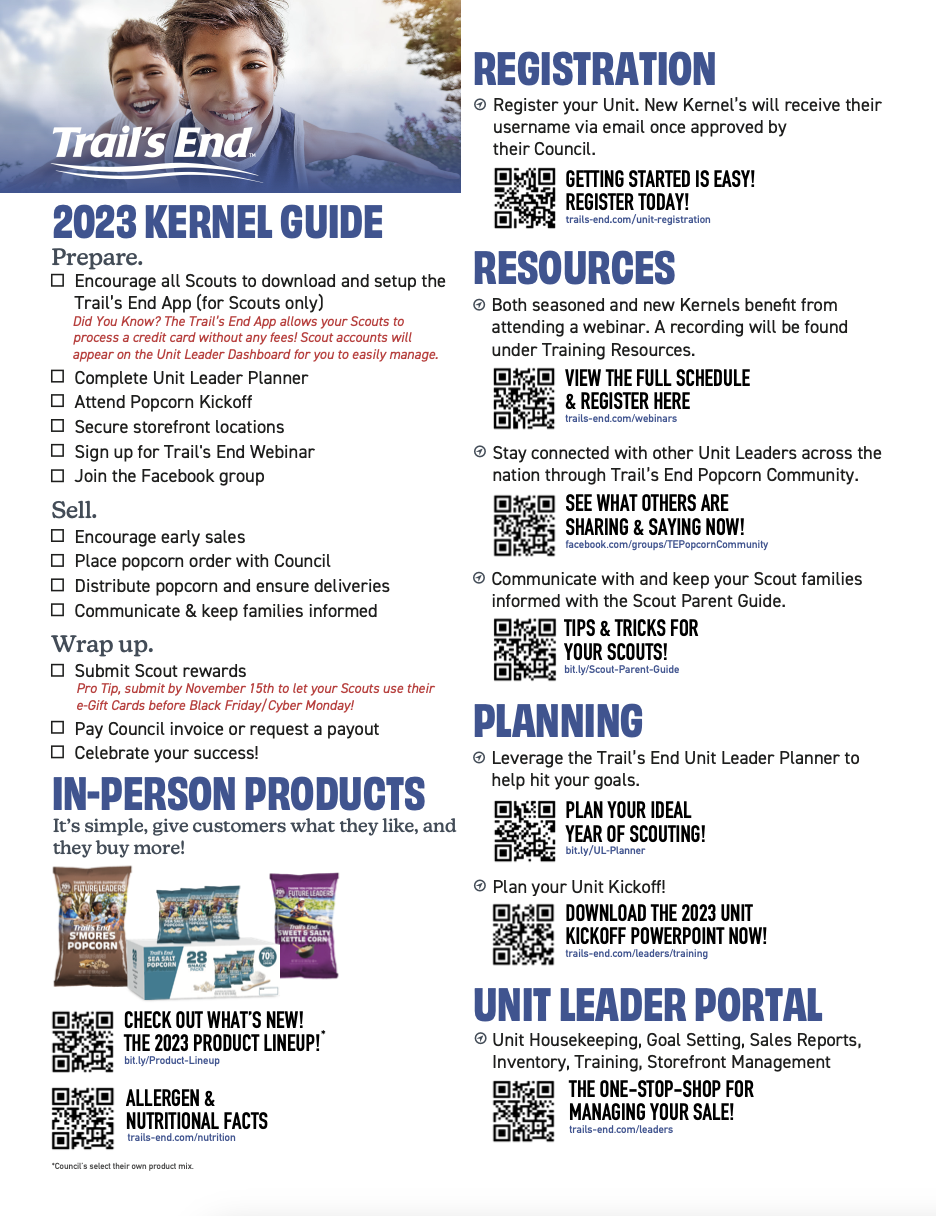 Trail's End™
2023 KERNEL GUIDE
Prepare.
Encourage all Scouts to download and setup the
Trail's End App (for Scouts only)
Did You Know? The Trail's End App allows your Scouts to
process a credit card without any fees! Scout accounts will
appear on the Unit Leader Dashboard for you to easily manage.
Complete Unit Leader Planner
Attend Popcorn Kickoff
Secure storefront locations
Sign up for Trail's End Webinar
Join the Facebook group
Sell.
Encourage early sales
Place popcorn order with Council
Distribute popcorn and ensure deliveries
Communicate & keep families informed
Wrap up.
Submit Scout rewards
Pro Tip, submit by November 15th to let your Scouts use their
e-Gift Cards before Black Friday/Cyber Monday!
Pay Council invoice or request a payout
Celebrate your success!
IN-PERSON PRODUCTS
It's simple, give customers what they like, and
they buy more!
FUTURE LEADERS
Trail's End
S'MORES
POPCORN
Trail's End
SEA SALT
POPCORN
28
SNACK
PACKS
70%
THANK YOU FOR SUPPORTING
FUTURE LEADERS
Trail's End
SWEET & SALTY
KETTLE CORN
CHECK OUT WHAT'S NEW!
THE 2023 PRODUCT LINEUP!*
bit.ly/Product-Lineup
ALLERGEN &
NUTRITIONAL FACTS
trails-end.com/nutrition
*Council's select their own product mix.
REGISTRATION
Register your Unit. New Kernel's will receive their
username via email once approved by
their Council.
GETTING STARTED IS EASY!
REGISTER TODAY!
trails-end.com/unit-registration
RESOURCES
Both seasoned and new Kernels benefit from
attending a webinar. A recording will be found
under Training Resources.
VIEW THE FULL SCHEDULE
& REGISTER HERE
trails-end.com/webinars
Stay connected with other Unit Leaders across the
nation through Trail's End Popcorn Community.
SEE WHAT OTHERS ARE
SHARING & SAYING NOW!
facebook.com/groups/TEPopcornCommunity
Communicate with and keep your Scout families
informed with the Scout Parent Guide.
TIPS & TRICKS FOR
YOUR SCOUTS!
bit.ly/Scout-Parent-Guide
PLANNING
Leverage the Trail's End Unit Leader Planner to
help hit your goals.
PLAN YOUR IDEAL
YEAR OF SCOUTING!
bit.ly/UL-Planner
Plan your Unit Kickoff!
DOWNLOAD THE 2023 UNIT
KICKOFF POWERPOINT NOW!
trails-end.com/leaders/training
UNIT LEADER PORTAL
Unit Housekeeping, Goal Setting, Sales Reports,
Inventory, Training, Storefront Management
THE ONE-STOP-SHOP FOR
MANAGING YOUR SALE!
trails-end.com/leaders